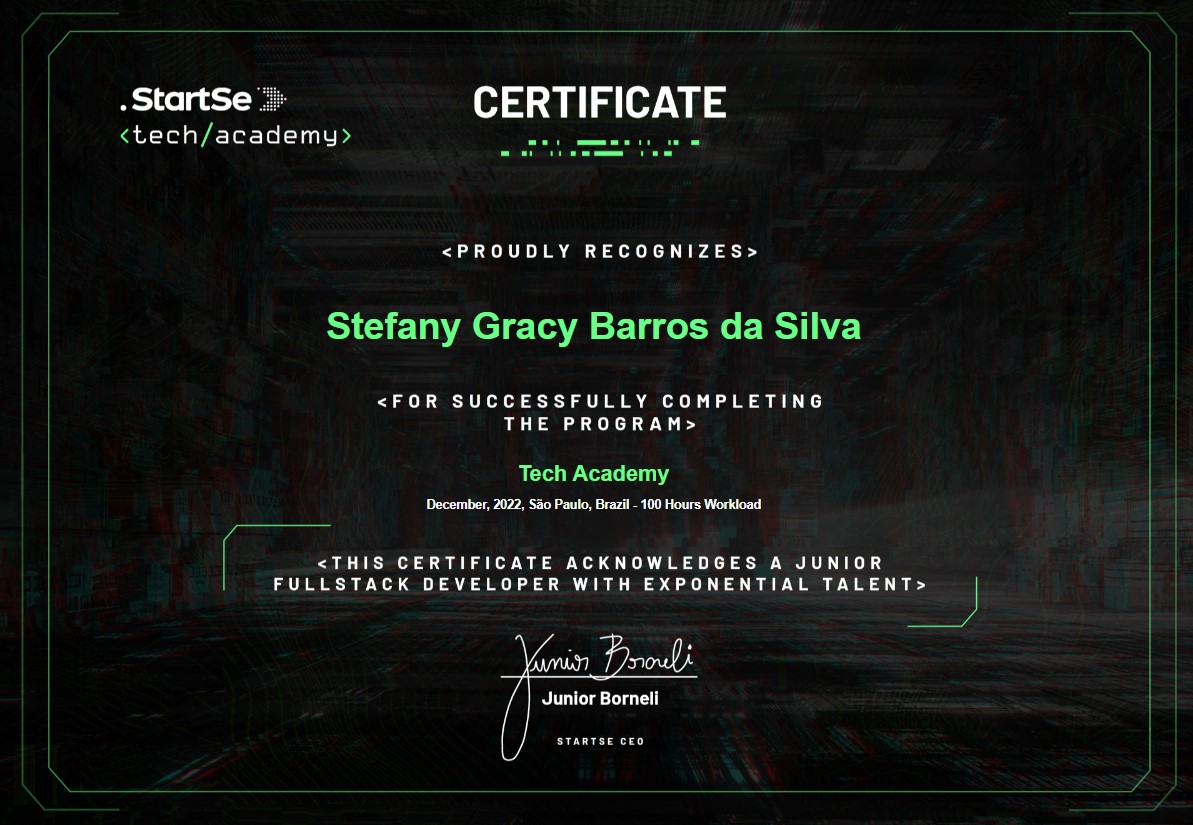 .StartSe
<tech/academy>
CERTIFICATE
<PROUDLY RECOGNIZES>
Stefany Gracy Barros da Silva
<FOR SUCCESSFULLY COMPLETING
THE PROGRAM>
Tech Academy
December, 2022, São Paulo, Brazil - 100 Hours Workload
<THIS CERTIFICATE ACKNOWLEDGES A JUNIOR
FULLSTACK DEVELOPER WITH EXPONENTIAL TALENT>
Junior Borneli
Junior Borneli
STARTSE CEO